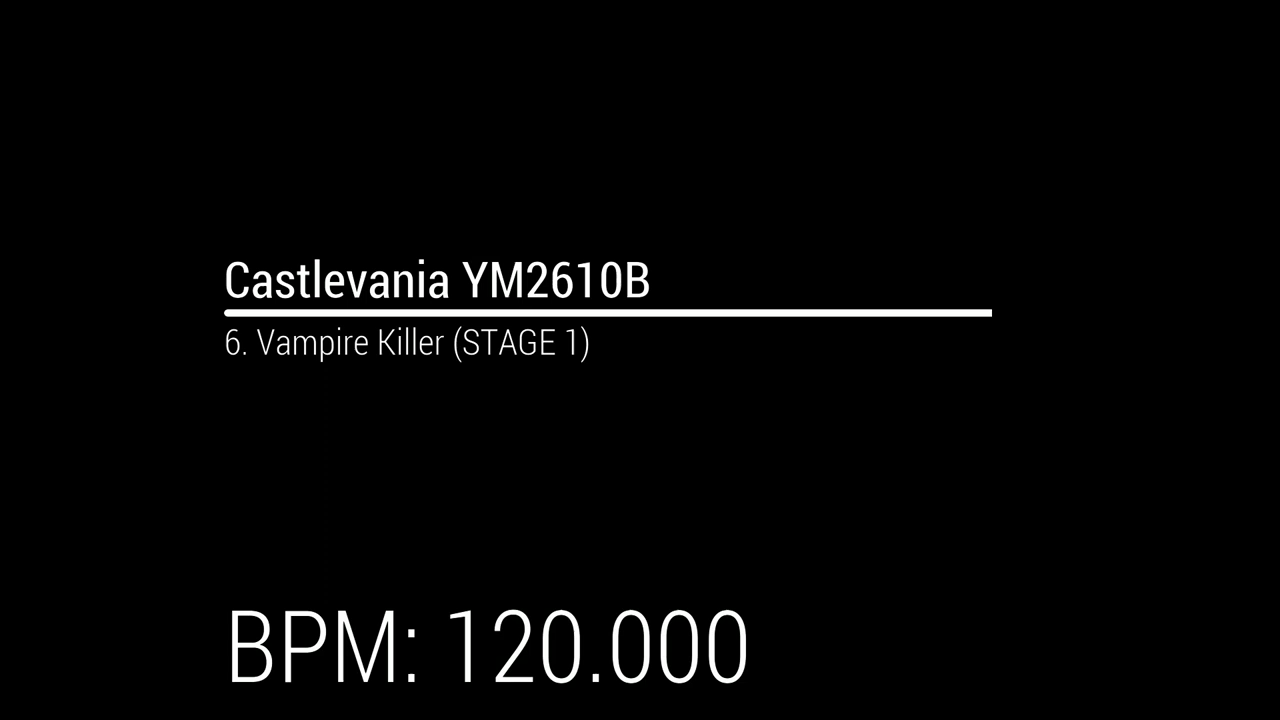 Castlevania YM2610B
6. Vampire Killer (STAGE 1)
BPM: 120.000